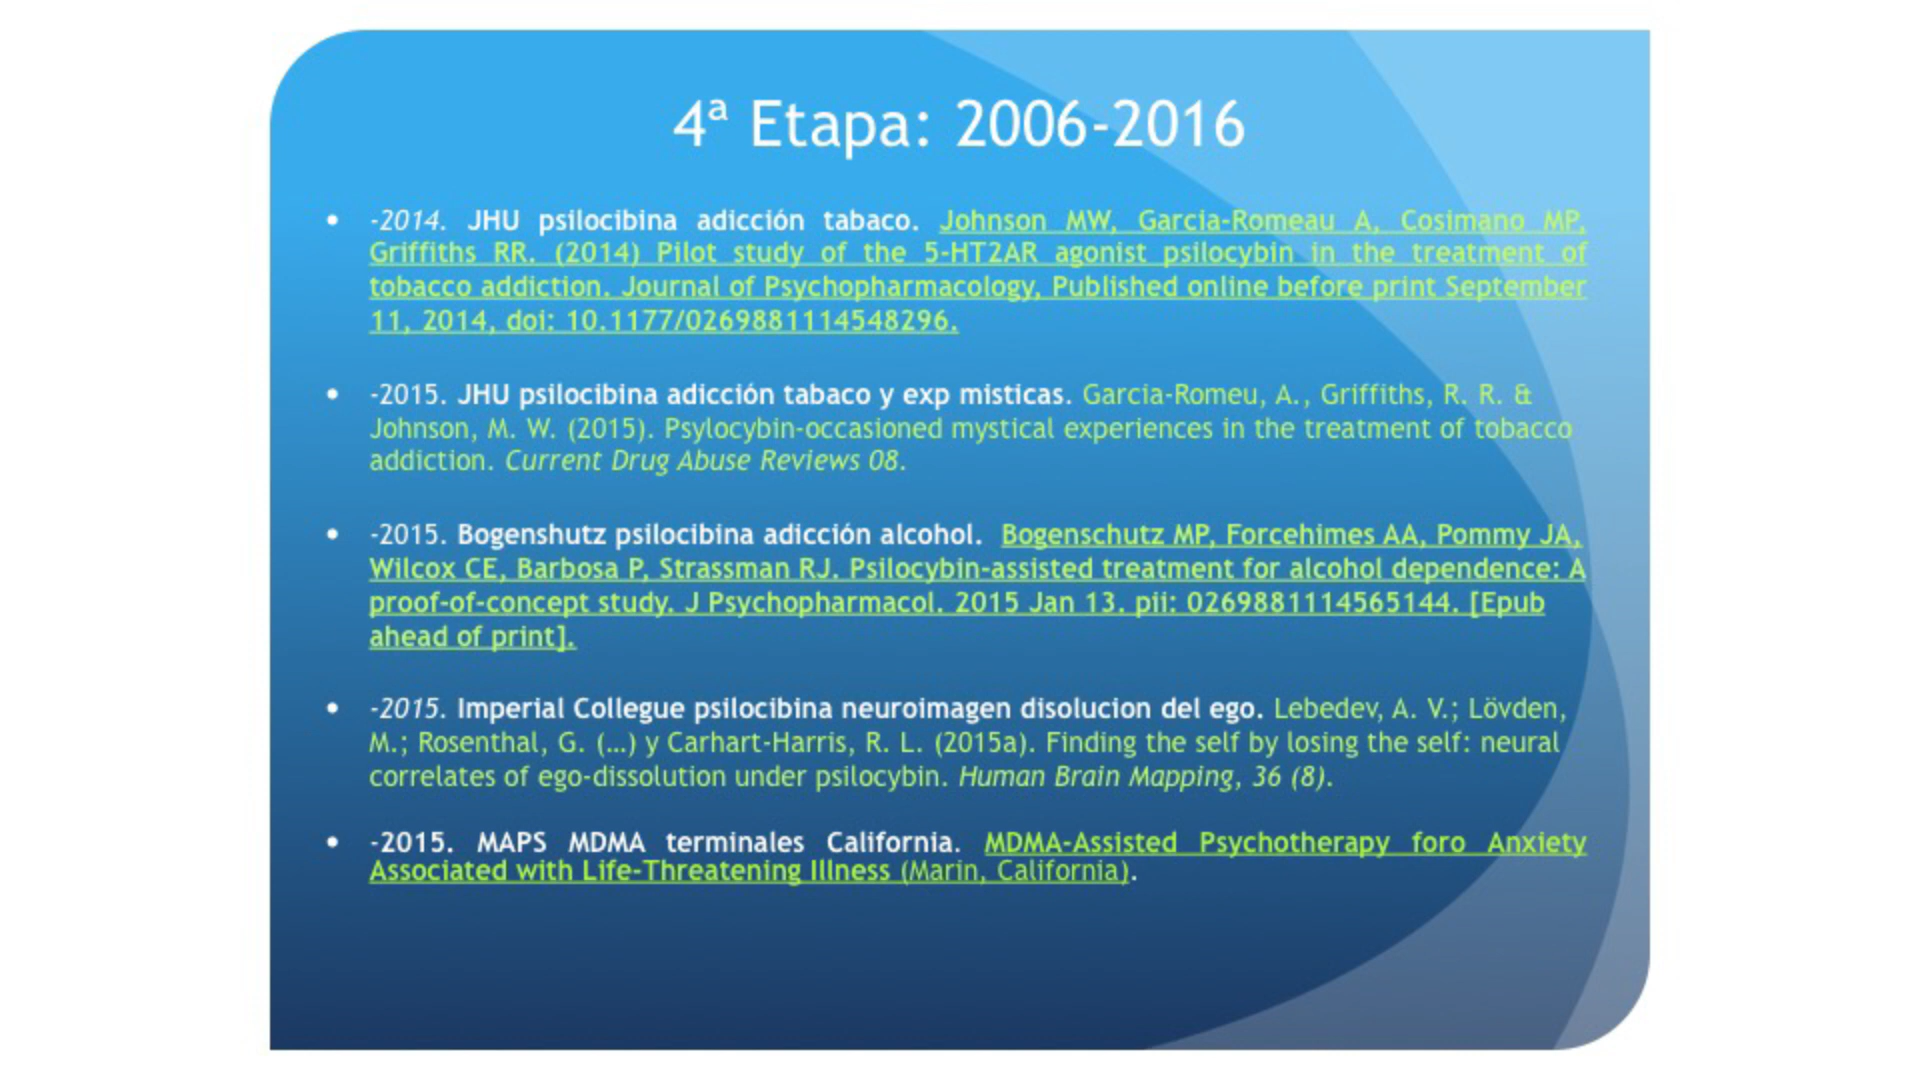 4ª Etapa: 2006-2016
• -2014. JHU psilocibina adicción tabaco. Johnson MW, Garcia-Romeau A, Cosimano MP,
Griffiths RR. (2014) Pilot study of the 5-HT2AR agonist psilocybin in the treatment of
tobacco addiction. Journal of Psychopharmacology, Published online before print September
11, 2014, doi: 10.1177/0269881114548296.
• -2015. JHU psilocibina adicción tabaco y exp misticas. Garcia-Romeu, A., Griffiths, R. R. &
Johnson, M. W. (2015). Psylocybin-occasioned mystical experiences in the treatment of tobacco
addiction. Current Drug Abuse Reviews 08.
• -2015. Bogenshutz psilocibina adicción alcohol. Bogenschutz MP, Forcehimes AA, Pommy JA,
Wilcox CE, Barbosa P, Strassman RJ. Psilocybin-assisted treatment for alcohol dependence: A
proof-of-concept study. J Psychopharmacol. 2015 Jan 13. pii: 0269881114565144. [Epub
ahead of print].
• -2015. Imperial Collegue psilocibina neuroimagen disolucion del ego. Lebedev, A. V.; Lövden,
M.; Rosenthal, G. (…) y Carhart-Harris, R. L. (2015a). Finding the self by losing the self: neural
correlates of ego-dissolution under psilocybin. Human Brain Mapping, 36 (8).
• -2015. MAPS MDMA terminales California. MDMA-Assisted Psychotherapy foro Anxiety
Associated with Life-Threatening Illness (Marin, California).